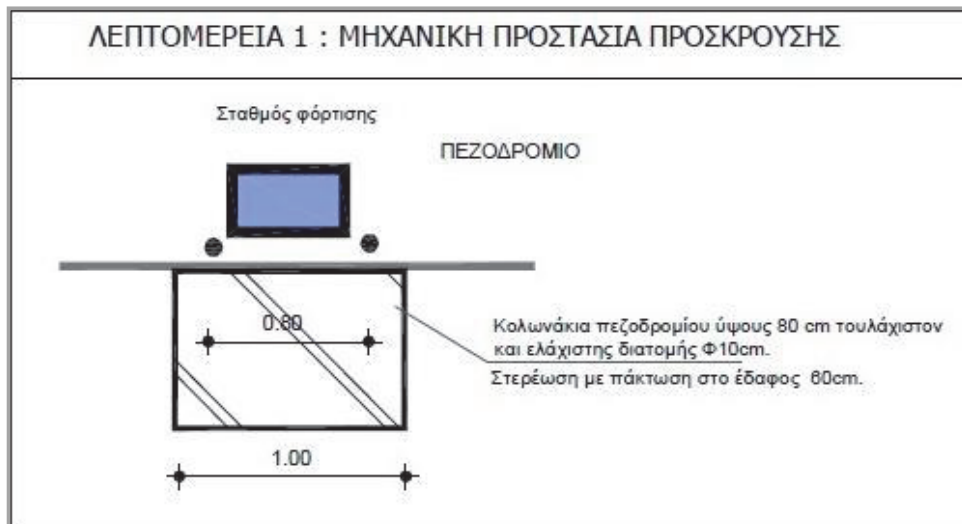 ΛΕΠΤΟΜΕΡΕΙΑ 1 : ΜΗΧΑΝΙΚΗ ΠΡΟΣΤΑΣΙΑ ΠΡΟΣΚΡΟΥΣΗΣ
Σταθμός φόρτισης
ΠΕΖΟΔΡΟΜΙΟ
0.80
Κολωνάκια πεζοδρομίου ύψους 80 cm τουλάχιστον
και ελάχιστης διατομής Φ10cm.
Στερέωση με πάκτωση στο έδαφος 60cm.
1.00